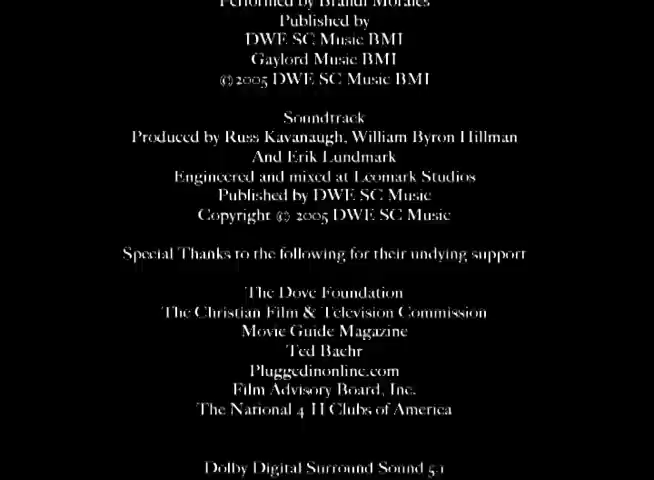 Performed by Brandi Morales
Published by
DWE SC Music BMI
Gaylord Music BMI
© 2005 DWE SC Music BMI
Soundtrack
Produced by Russ Kavanaugh, William Byron Hillman
And Erik Lundmark
Engineered and mixed at Leomark Studios
Published by DWE SC Music
Copyright © 2005 DWE SC Music
Special Thanks to the following for their undying support
The Dove Foundation
The Christian Film & Television Commission
Movie Guide Magazine
Ted Baehr
Pluggedinonline.com
Film Advisory Board, Inc.
The National 4 H Clubs of America
Dolby Digital Surround Sound 5.1